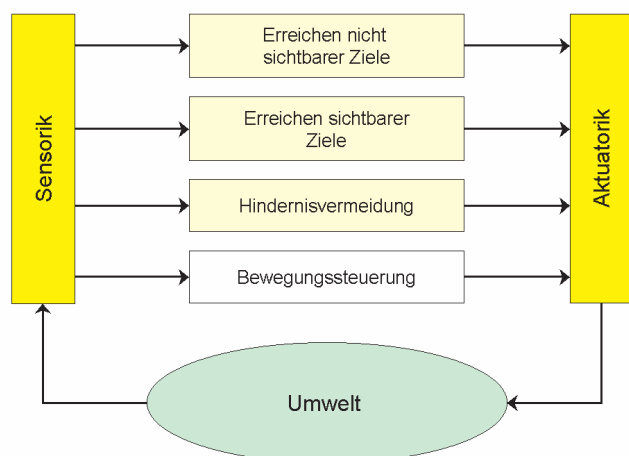 Sensorik
Erreichen nicht
sichtbarer Ziele
Erreichen sichtbarer
Ziele
Hindernisvermeidung
Bewegungssteuerung
Aktuatorik
Umwelt